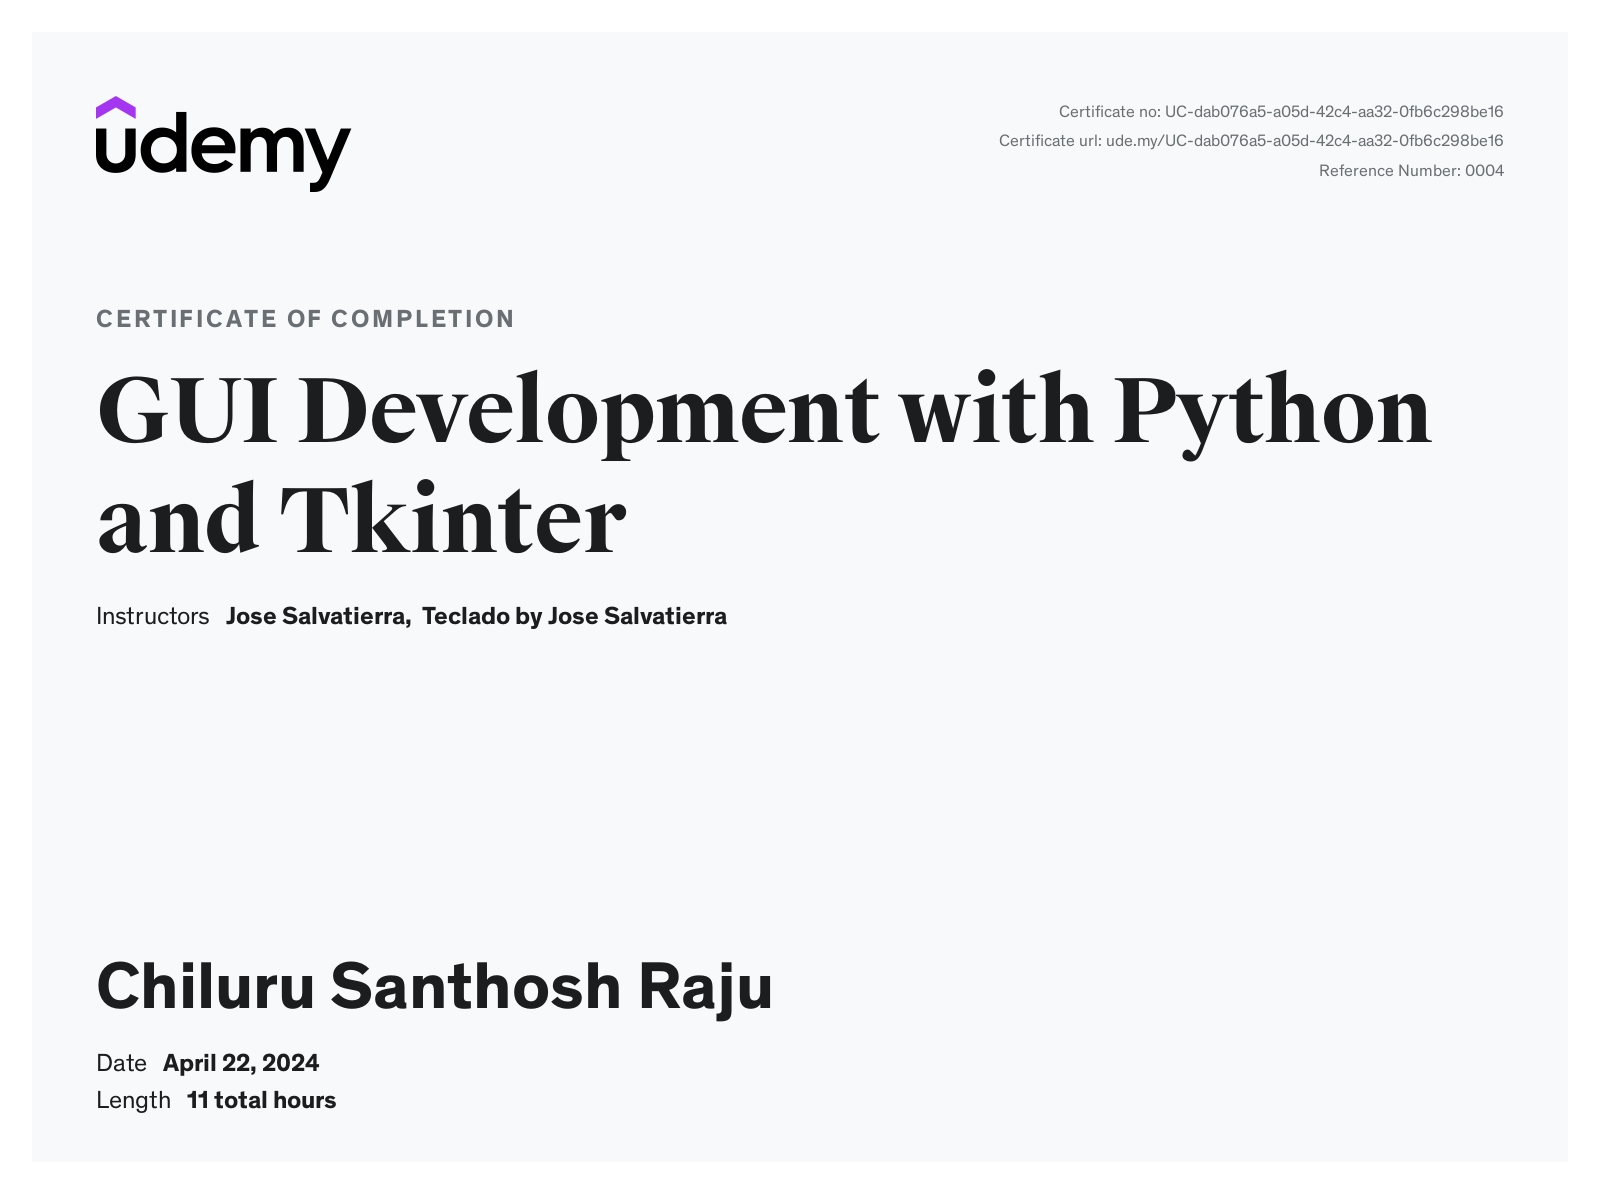 udemy
Certificate no: UC-dab076a5-a05d-42c4-aa32-0fb6c298be16
Certificate url: ude.my/UC-dab076a5-a05d-42c4-aa32-0fb6c298be16
Reference Number: 0004
CERTIFICATE OF COMPLETION
GUI Development with Python
and Tkinter
Instructors Jose Salvatierra, Teclado by Jose Salvatierra
Chiluru Santhosh Raju
Date April 22, 2024
Length 11 total hours